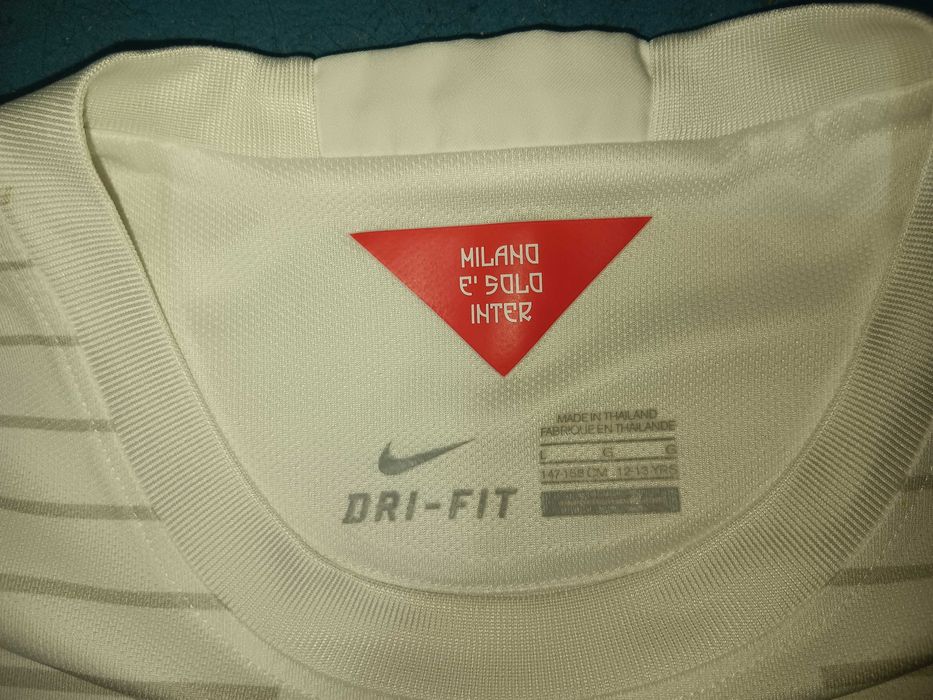 MILANO
E' SOLO
INTER
MADE IN THAILAND
FABRIQUE EN THAILANDE
L G G
147-158 CM 12-13 YRS
DRI-FIT